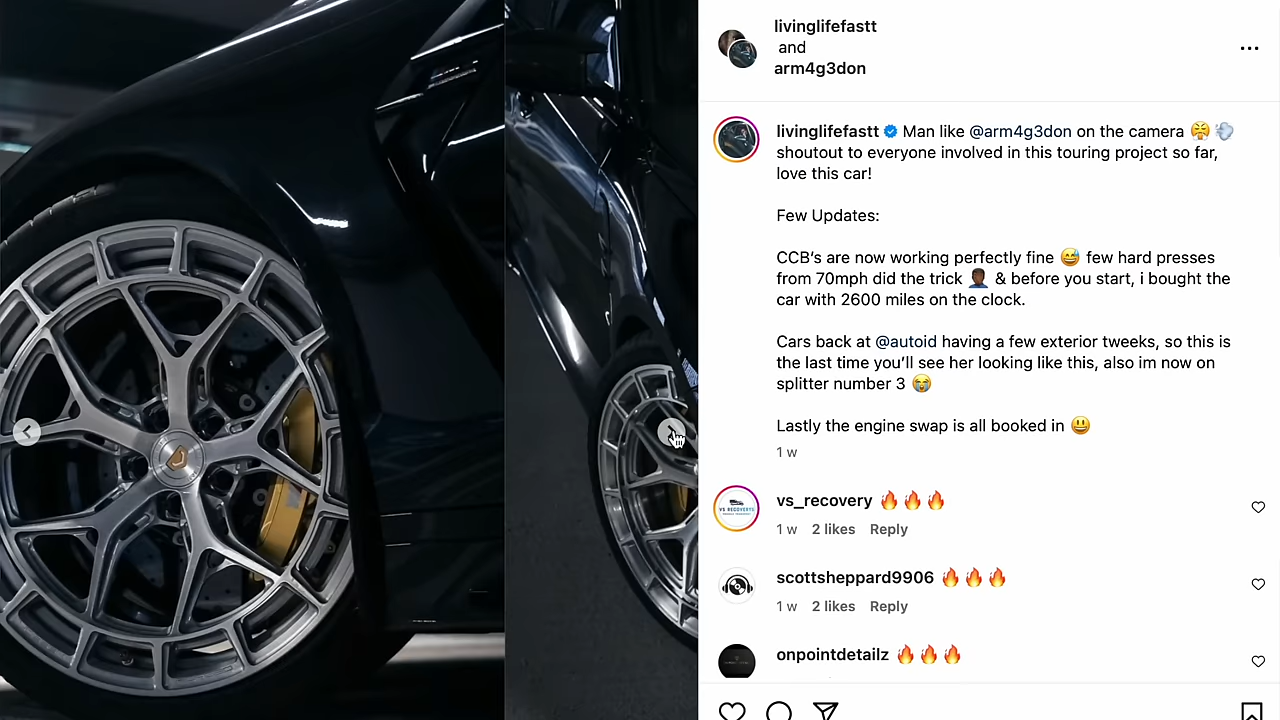 livinglifefastt
and
arm4g3don
livinglifefastt Man like @arm4g3don on the camera 😤 💨
shoutout to everyone involved in this touring project so far,
love this car!
Few Updates:
CCB’s are now working perfectly fine 😅 few hard presses
from 70mph did the trick 🤦🏿‍♂️ & before you start, i bought the
car with 2600 miles on the clock.
Cars back at @autoid having a few exterior tweeks, so this is
the last time you’ll see her looking like this, also im now on
splitter number 3 😭
Lastly the engine swap is all booked in 😃
1 w
VS RECOVERYS
vs_recovery 🔥🔥🔥
1 w 2 likes Reply
scottsheppard9906 🔥🔥🔥
1 w 2 likes Reply
onpointdetailz 🔥🔥🔥